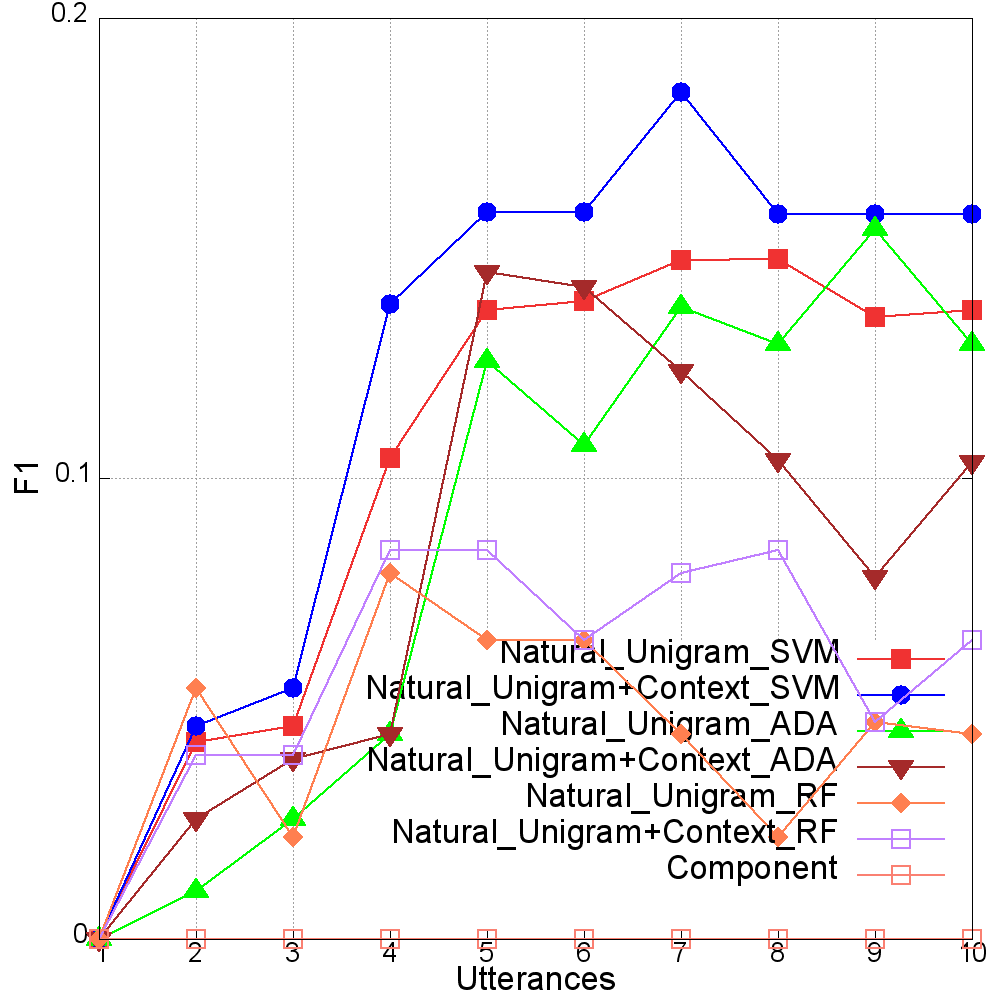 0.2
0.1
F1
0
Natural_Unigram_SVM
Natural_Unigram+Context_SVM
Natural_Unigram_ADA
Natural_Unigram+Context_ADA
Natural_Unigram_RF
Natural_Unigram+Context_RF
Component
1 2 3 4 5 6 7 8 9 10
Utterances